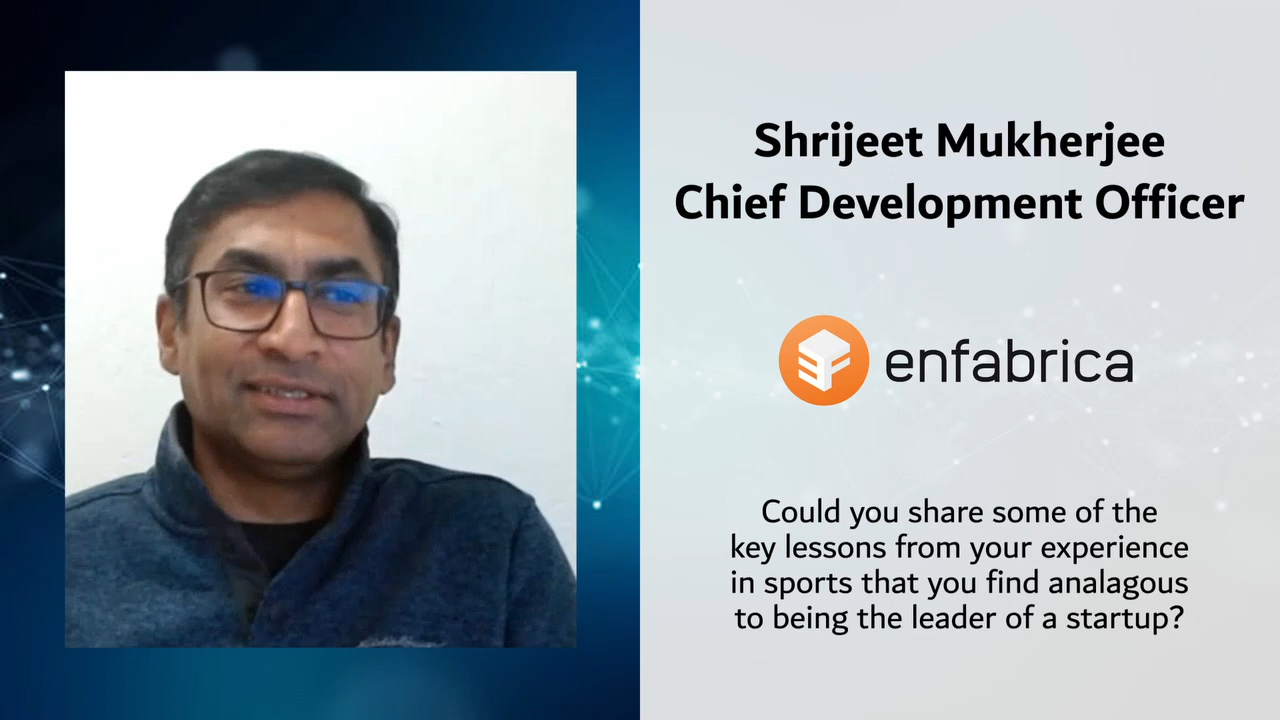 Shrijeet Mukherjee
Chief Development Officer
enfabrica
Could you share some of the
key lessons from your experience
in sports that you find analagous
to being the leader of a startup?